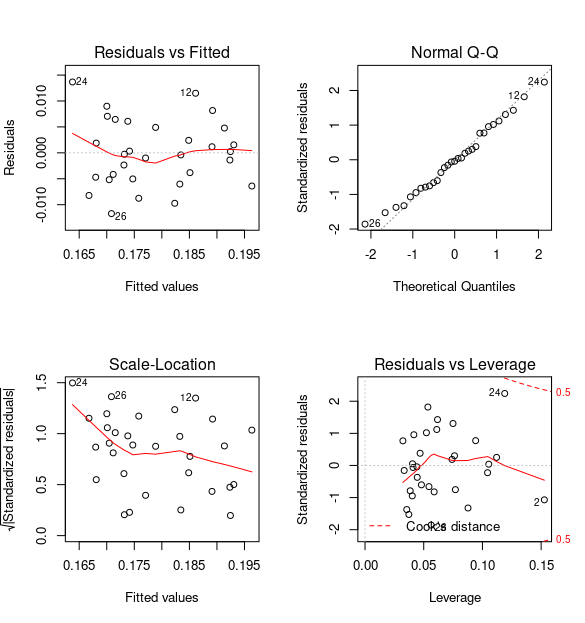 Residuals vs Fitted
Residuals
0.010
0.000
-0.010
24
12
26
0.165 0.175 0.185 0.195
Fitted values
Normal Q-Q
Standardized residuals
2
1
0
-1
-2
24
12
26
-2 -1 0 1 2
Theoretical Quantiles
Scale-Location
√|Standardized residuals|
1.5
1.0
0.5
0.0
24
26
12
0.165 0.175 0.185 0.195
Fitted values
Residuals vs Leverage
Standardized residuals
2
1
0
-1
-2
24
0.5
2
Cook's distance
0.5
0.00 0.05 0.10 0.15
Leverage